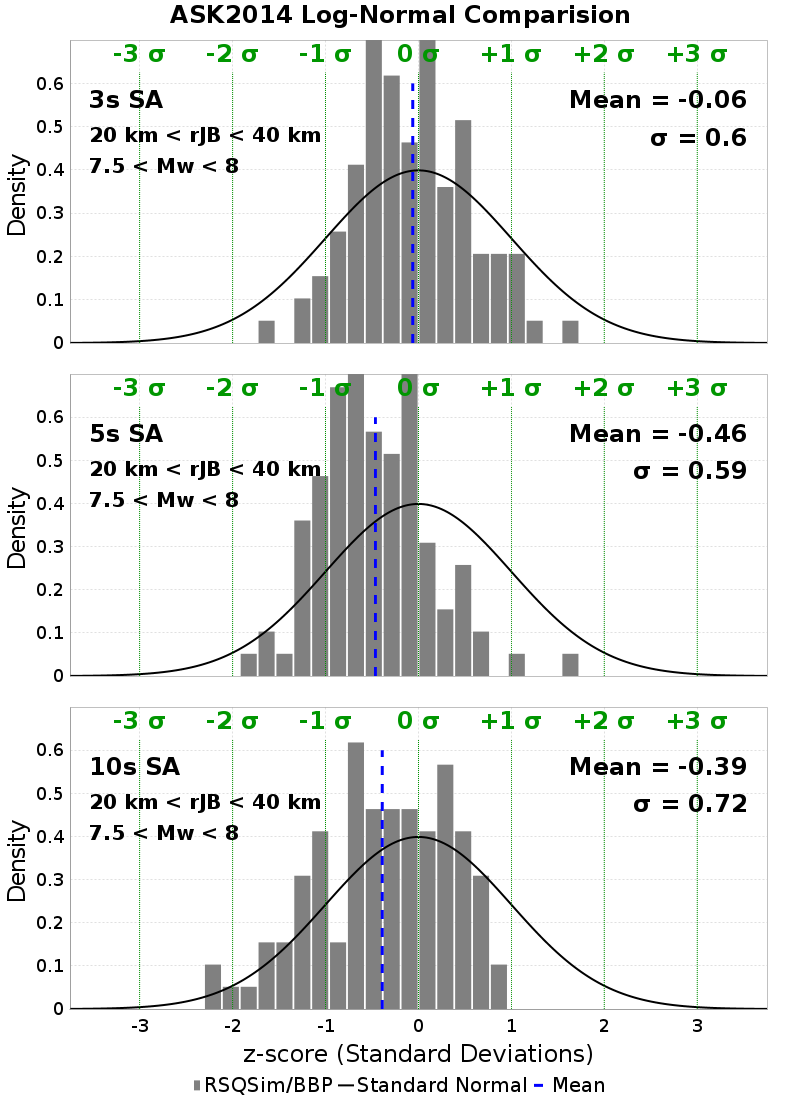 ASK2014 Log-Normal Comparision
-3 σ -2 σ -1 σ 0 σ +1 σ +2 σ +3 σ
3s SA
20 km < rJB < 40 km
7.5 < Mw < 8
Mean = -0.06
σ = 0.6
Density
0.6
0.5
0.4
0.3
0.2
0.1
0
-3 σ -2 σ -1 σ 0 σ +1 σ +2 σ +3 σ
5s SA
20 km < rJB < 40 km
7.5 < Mw < 8
Mean = -0.46
σ = 0.59
Density
0.6
0.5
0.4
0.3
0.2
0.1
0
-3 σ -2 σ -1 σ 0 σ +1 σ +2 σ +3 σ
10s SA
20 km < rJB < 40 km
7.5 < Mw < 8
Mean = -0.39
σ = 0.72
Density
0.6
0.5
0.4
0.3
0.2
0.1
0
-3 -2 -1 0 1 2 3
z-score (Standard Deviations)
RSQSim/BBP Standard Normal Mean